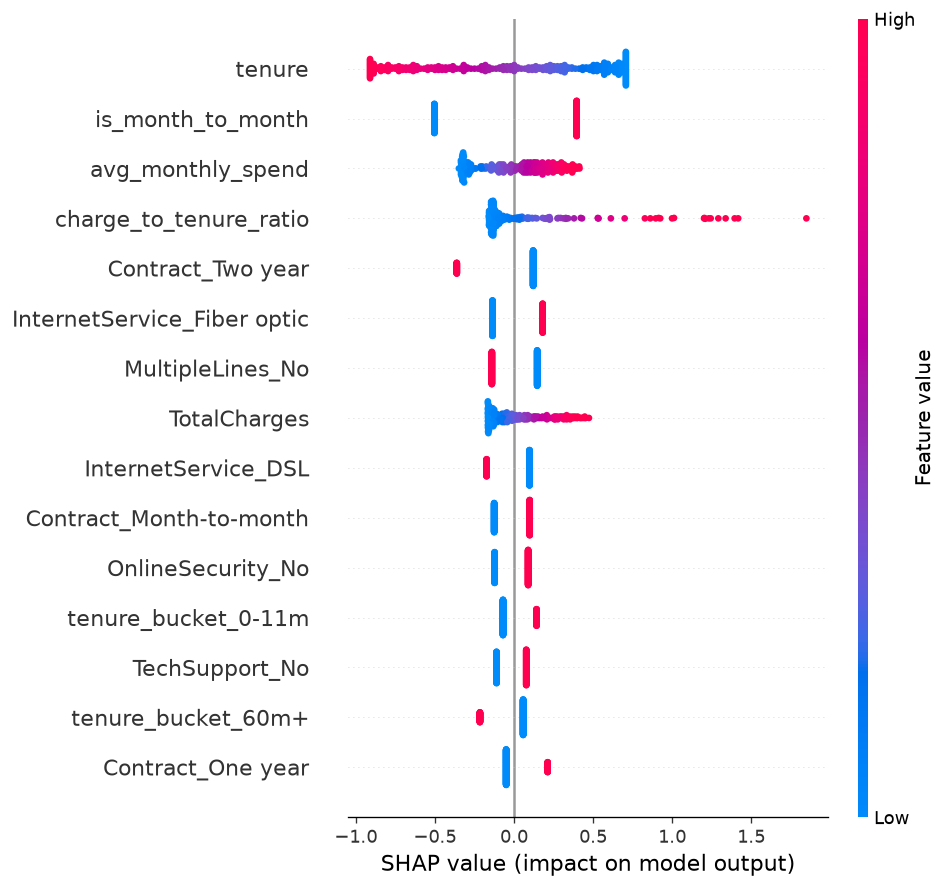 High
tenure
is_month_to_month
avg_monthly_spend
charge_to_tenure_ratio
Contract_Two year
InternetService_Fiber optic
MultipleLines_No
TotalCharges
InternetService_DSL
Contract_Month-to-month
OnlineSecurity_No
tenure_bucket_0-11m
TechSupport_No
tenure_bucket_60m+
Contract_One year
Feature value
Low
−1.0 −0.5 0.0 0.5 1.0 1.5
SHAP value (impact on model output)